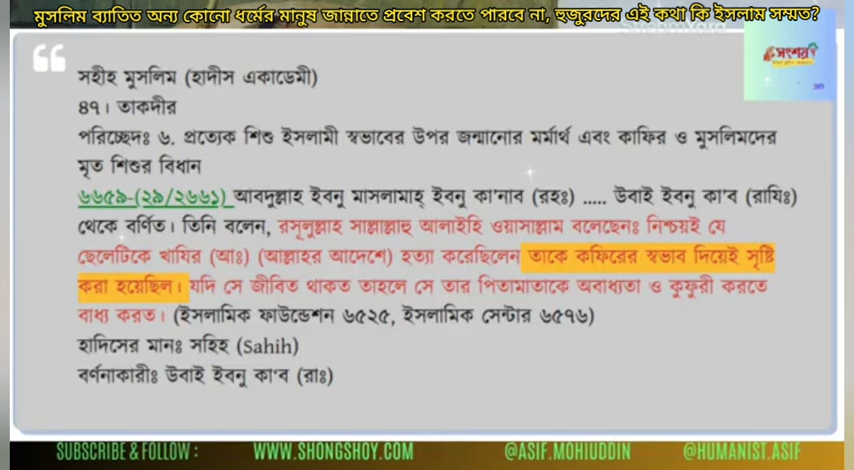 মুসলিম ব্যাতিত অন্য কোনো ধর্মের মানুষ জান্নাতে প্রবেশ করতে পারবে না, হুজুরদের এই কথা কি ইসলাম সম্মত?
সংশয়
সহীহ মুসলিম (হাদীস একাডেমী)
৪৭। তাকদীর
পরিচ্ছেদঃ ৬. প্রত্যেক শিশু ইসলামী স্বভাবের উপর জন্মানোর মর্মার্থ এবং কাফির ও মুসলিমদের
মৃত শিশুর বিধান
৬৬৫৯-(২৯/২৬৬১) আবদুল্লাহ ইবনু মাসলামাহ্ ইবনু কা'নাব (রহঃ) ..... উবাই ইবনু কা'ব (রাযিঃ)
থেকে বর্ণিত। তিনি বলেন, রসূলুল্লাহ সাল্লাল্লাহু আলাইহি ওয়াসাল্লাম বলেছেনঃ নিশ্চয়ই যে
ছেলেটিকে খাযির (আঃ) (আল্লাহর আদেশে) হত্যা করেছিলেন তাকে কফিরের স্বভাব দিয়েই সৃষ্টি
করা হয়েছিল। যদি সে জীবিত থাকত তাহলে সে তার পিতামাতাকে অবাধ্যতা ও কুফুরী করতে
বাধ্য করত। (ইসলামিক ফাউন্ডেশন ৬৫২৫, ইসলামিক সেন্টার ৬৫৭৬)
হাদিসের মানঃ সহিহ (Sahih)
বর্ণনাকারীঃ উবাই ইবনু কা'ব (রাঃ)
SUBSCRIBE & FOLLOW : WWW.SHONGSHOY.COM @ASIF.MOHIUDDIN @HUMANIST.ASIF